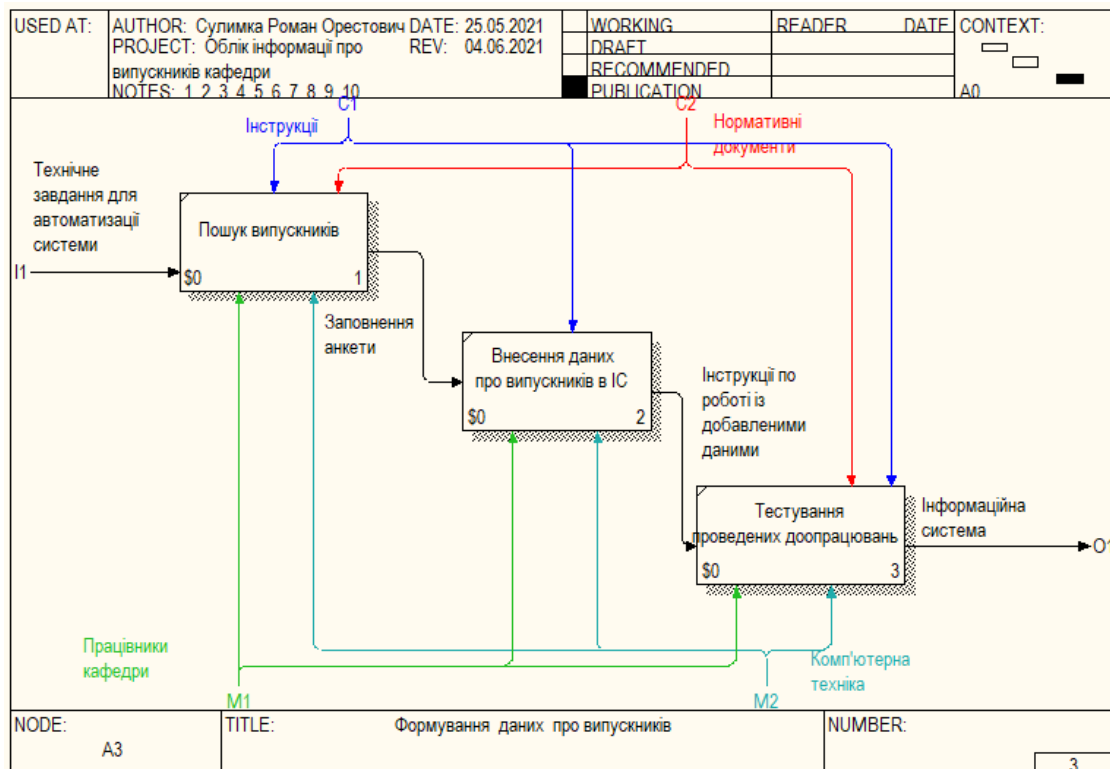 USED AT:
AUTHOR: Сулимка Роман Орестович
DATE: 25.05.2021
PROJECT: Облік інформації про
REV: 04.06.2021
випускників кафедри
NOTES: 1 2 3 4 5 6 7 8 9 10
WORKING
DRAFT
RECOMMENDED
PUBLICATION
READER
DATE
CONTEXT:
A0
C1
C2
Інструкції
Нормативні
документи
Технічне
завдання для
автоматизації
системи
I1
Пошук випускників
$0
1
Заповнення
анкети
Внесення даних
про випускників в ІС
$0
2
Інструкції по
роботі із
добавленими
даними
Тестування
проведених доопрацювань
$0
3
Інформаційна
система
O1
Працівники
кафедри
Комп'ютерна
техніка
M1
M2
NODE:
A3
TITLE:
Формування даних про випускників
NUMBER:
3